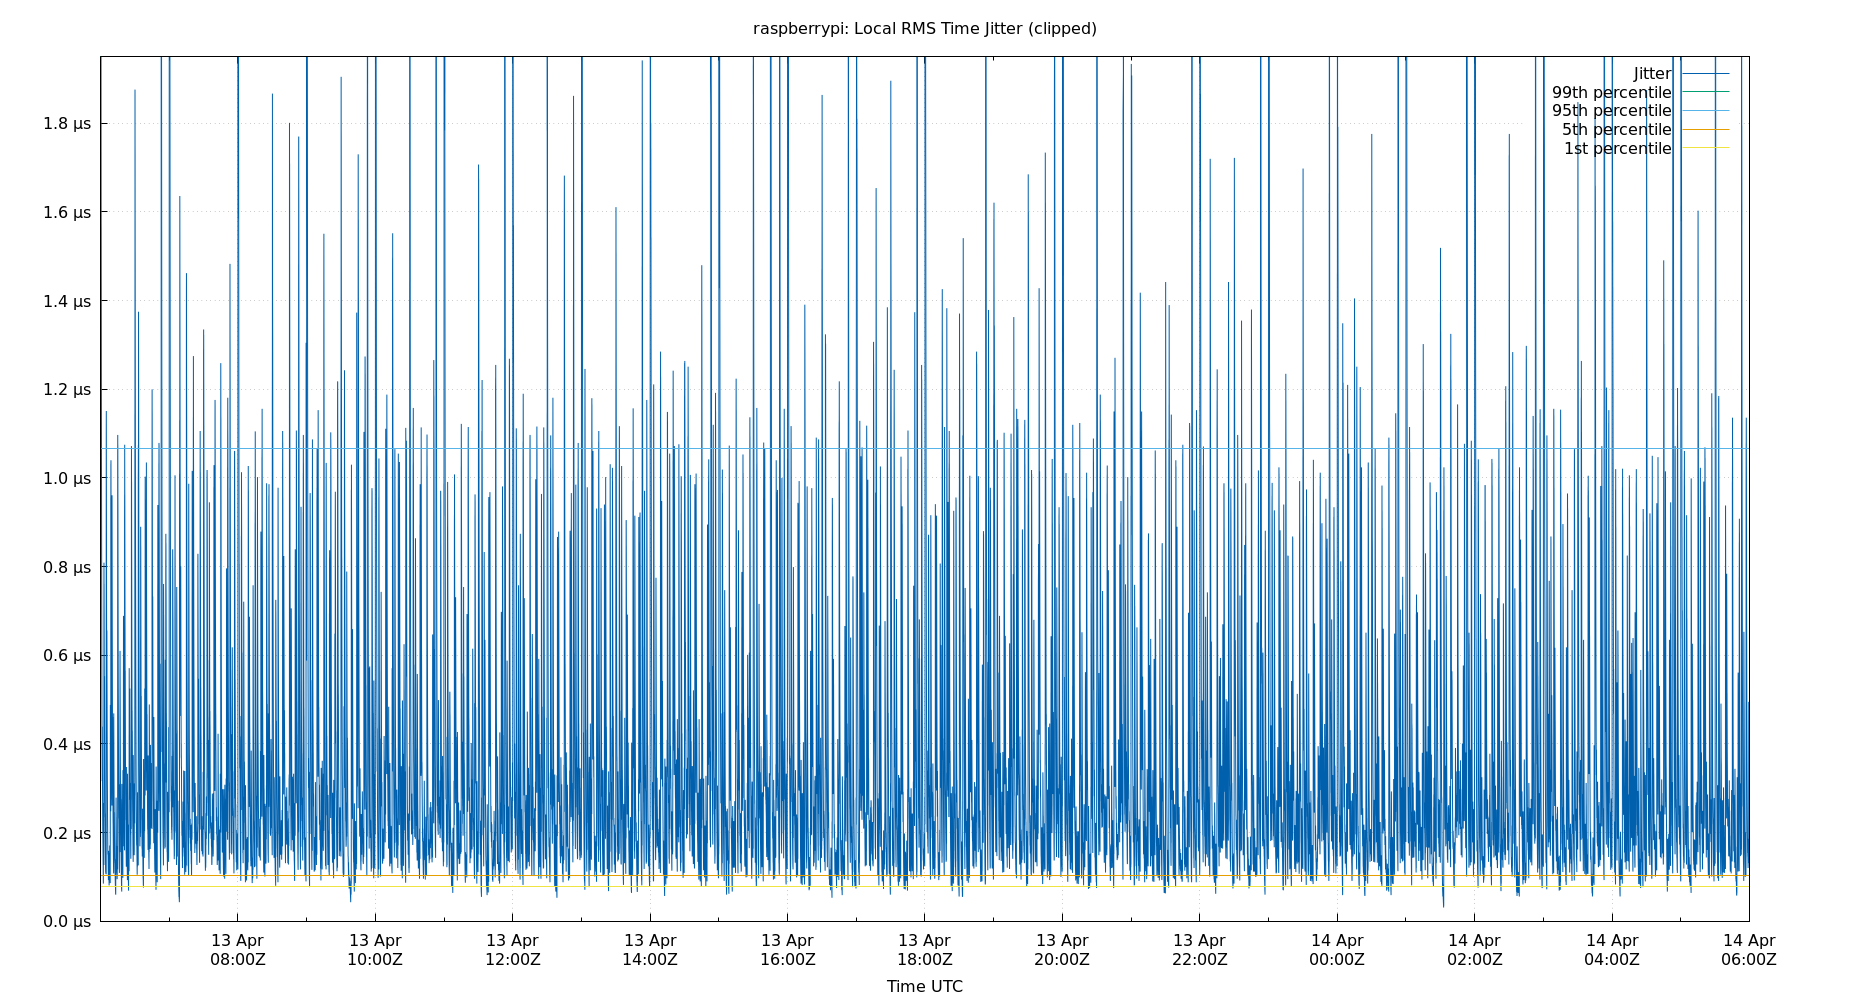 raspberrypi: Local RMS Time Jitter (clipped)
Jitter
99th percentile
95th percentile
5th percentile
1st percentile
1.8 µs
1.6 µs
1.4 µs
1.2 µs
1.0 µs
0.8 µs
0.6 µs
0.4 µs
0.2 µs
0.0 µs
13 Apr 13 Apr 13 Apr 13 Apr 13 Apr 13 Apr 13 Apr 13 Apr 14 Apr 14 Apr 14 Apr 14 Apr
08:00Z 10:00Z 12:00Z 14:00Z 16:00Z 18:00Z 20:00Z 22:00Z 00:00Z 02:00Z 04:00Z 06:00Z
Time UTC